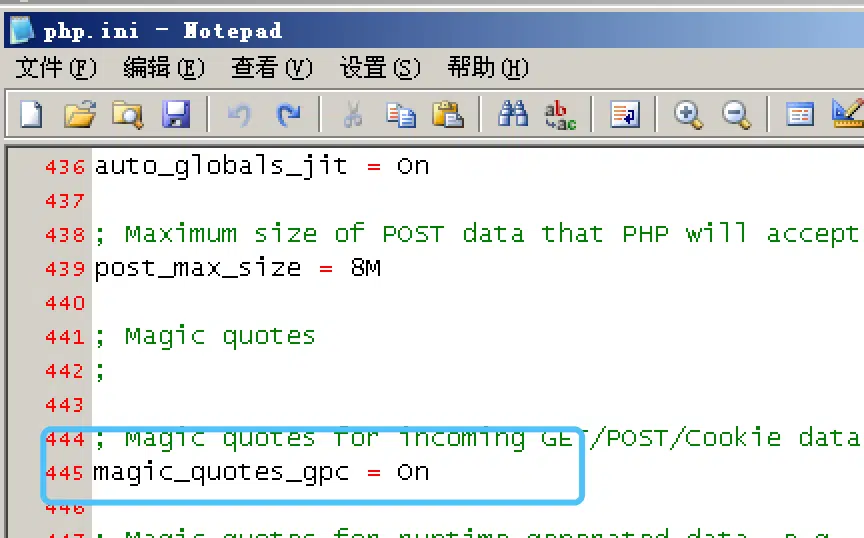 php.ini - Notepad
文件(F) 编辑(E) 查看(V) 设置(S) 帮助(H)
436 auto_globals_jit = On
437
438 ; Maximum size of POST data that PHP will accept
439 post_max_size = 8M
440
441 ; Magic quotes
442 ;
443
444 ; Magic quotes for incoming GET/POST/Cookie data
445 magic_quotes_gpc = On
446
447 ; Magic quotes for runtime-generated data, e.g.